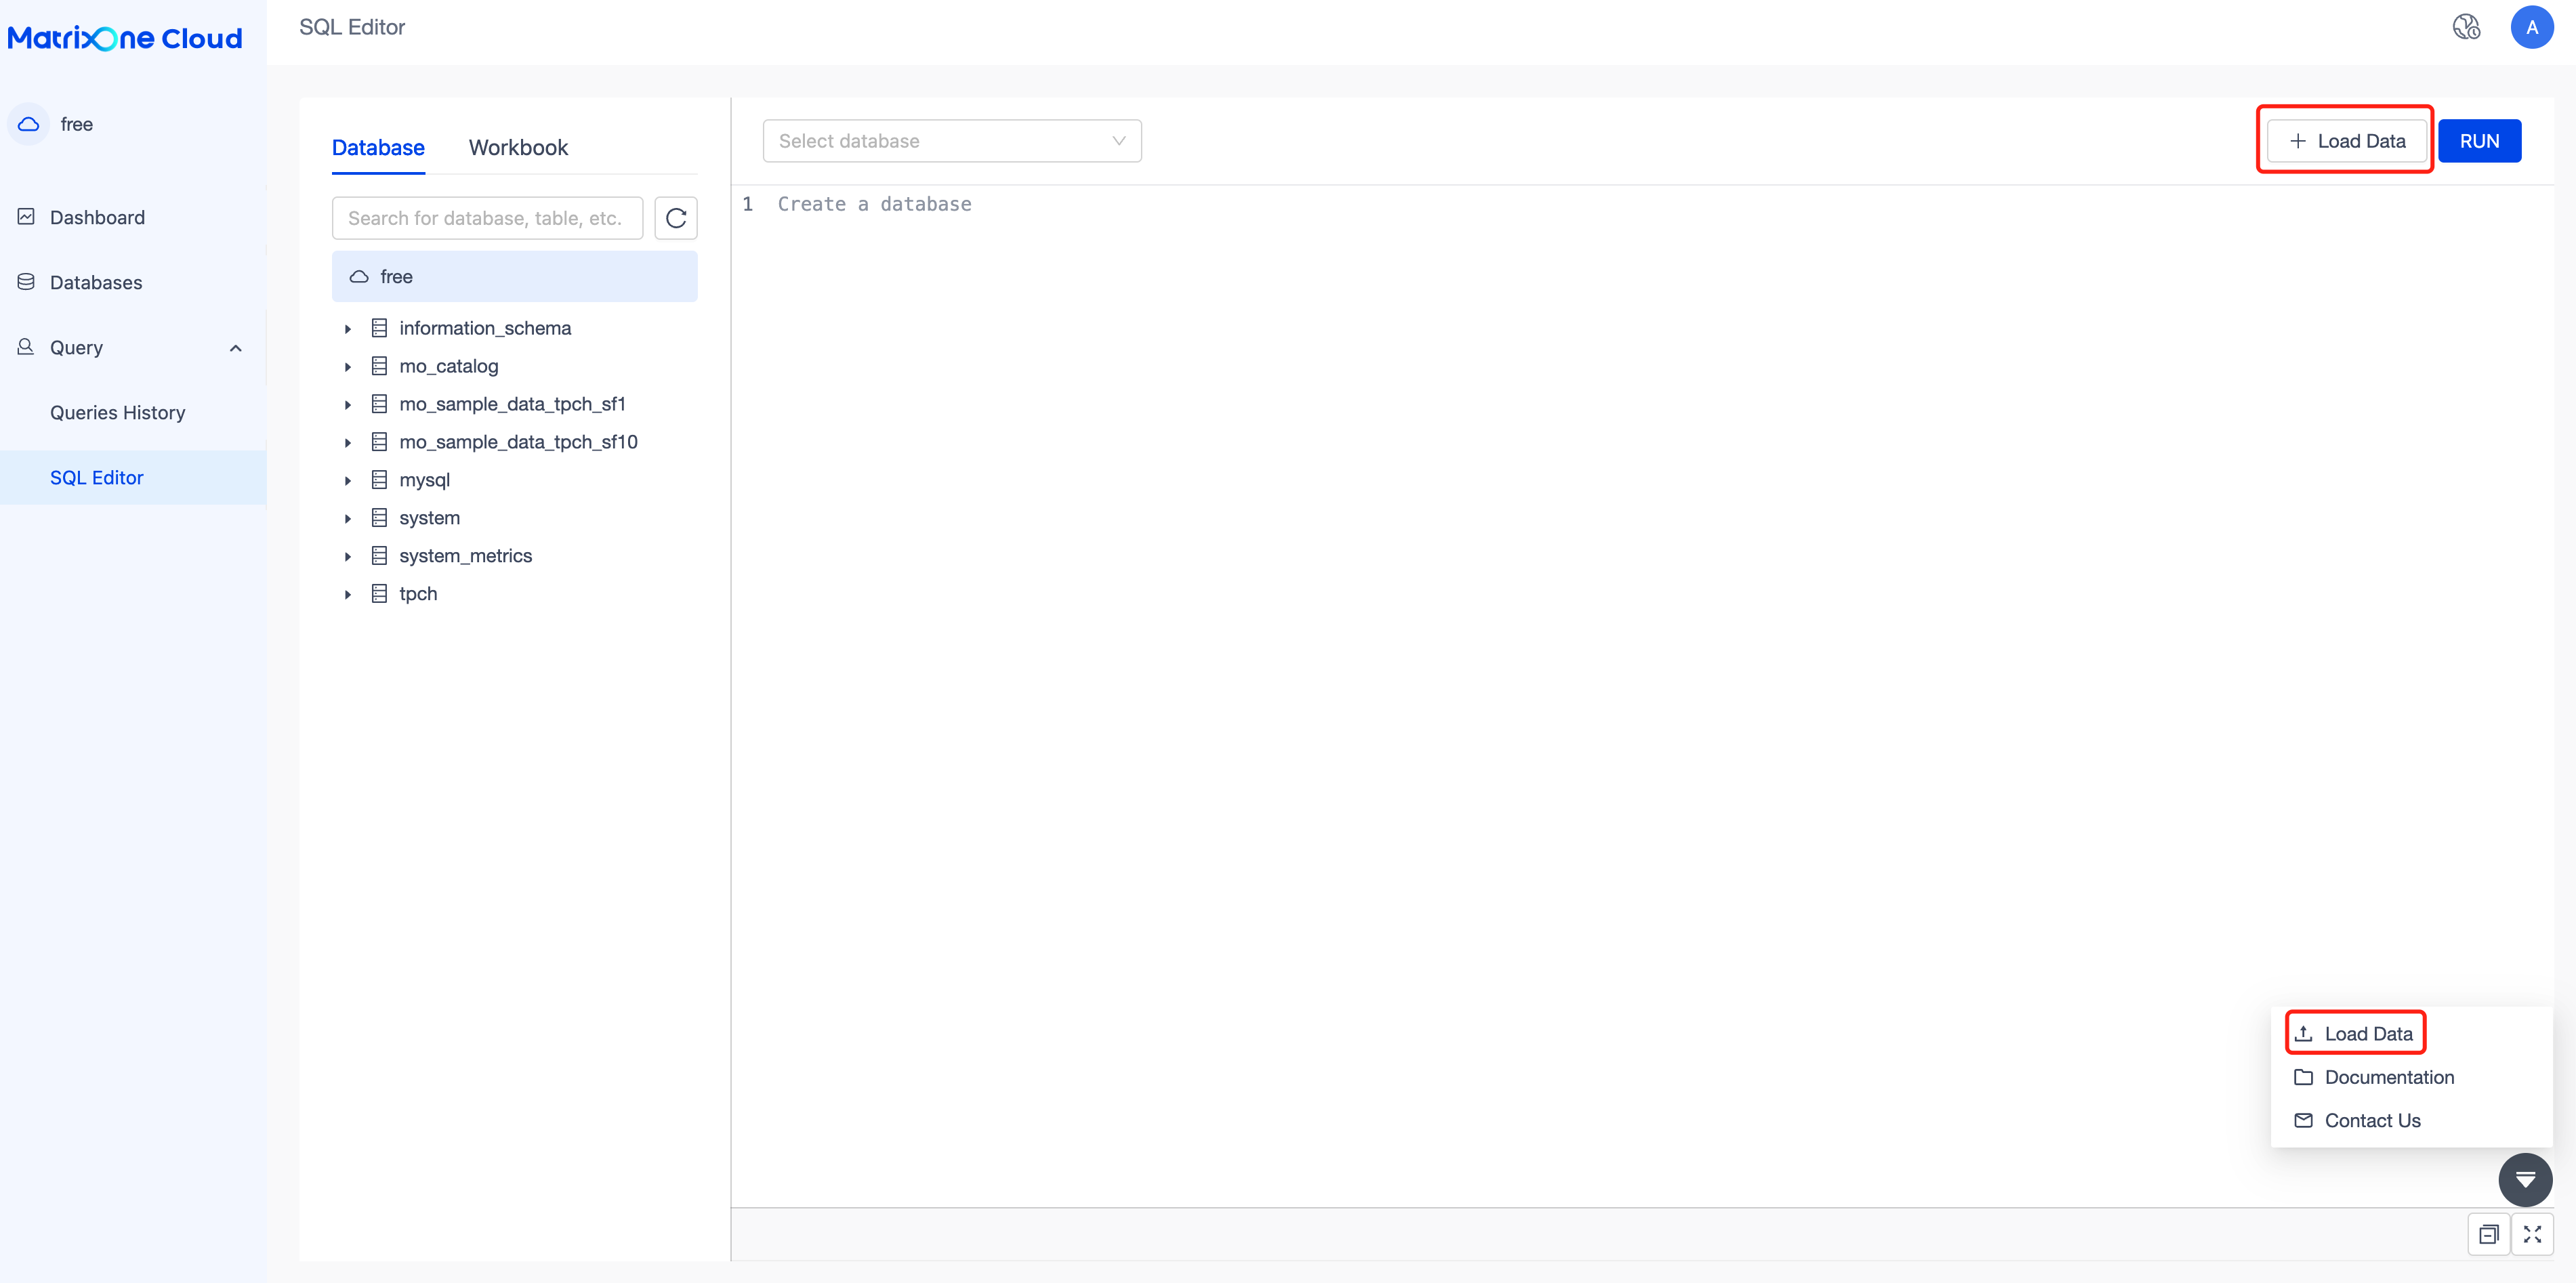 MatrixOne Cloud
SQL Editor
A
free
Dashboard
Databases
Query
Queries History
SQL Editor
Database Workbook
Search for database, table, etc.
free
information_schema
mo_catalog
mo_sample_data_tpch_sf1
mo_sample_data_tpch_sf10
mysql
system
system_metrics
tpch
Select database
+ Load Data
RUN
1 Create a database
Load Data
Documentation
Contact Us